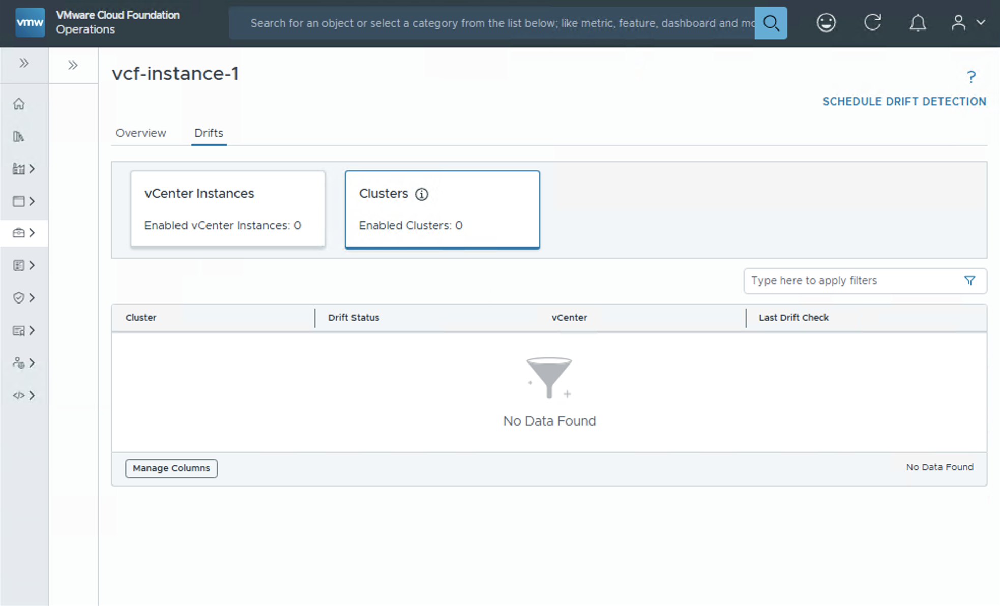 vmw
VMware Cloud Foundation
Operations
Search for an object or select a category from the list below; like metric, feature, dashboard and mo
vcf-instance-1
?
SCHEDULE DRIFT DETECTION
Overview
Drifts
vCenter Instances
Enabled vCenter Instances: 0
Clusters
Enabled Clusters: 0
Type here to apply filters
Cluster
Drift Status
vCenter
Last Drift Check
No Data Found
Manage Columns
No Data Found